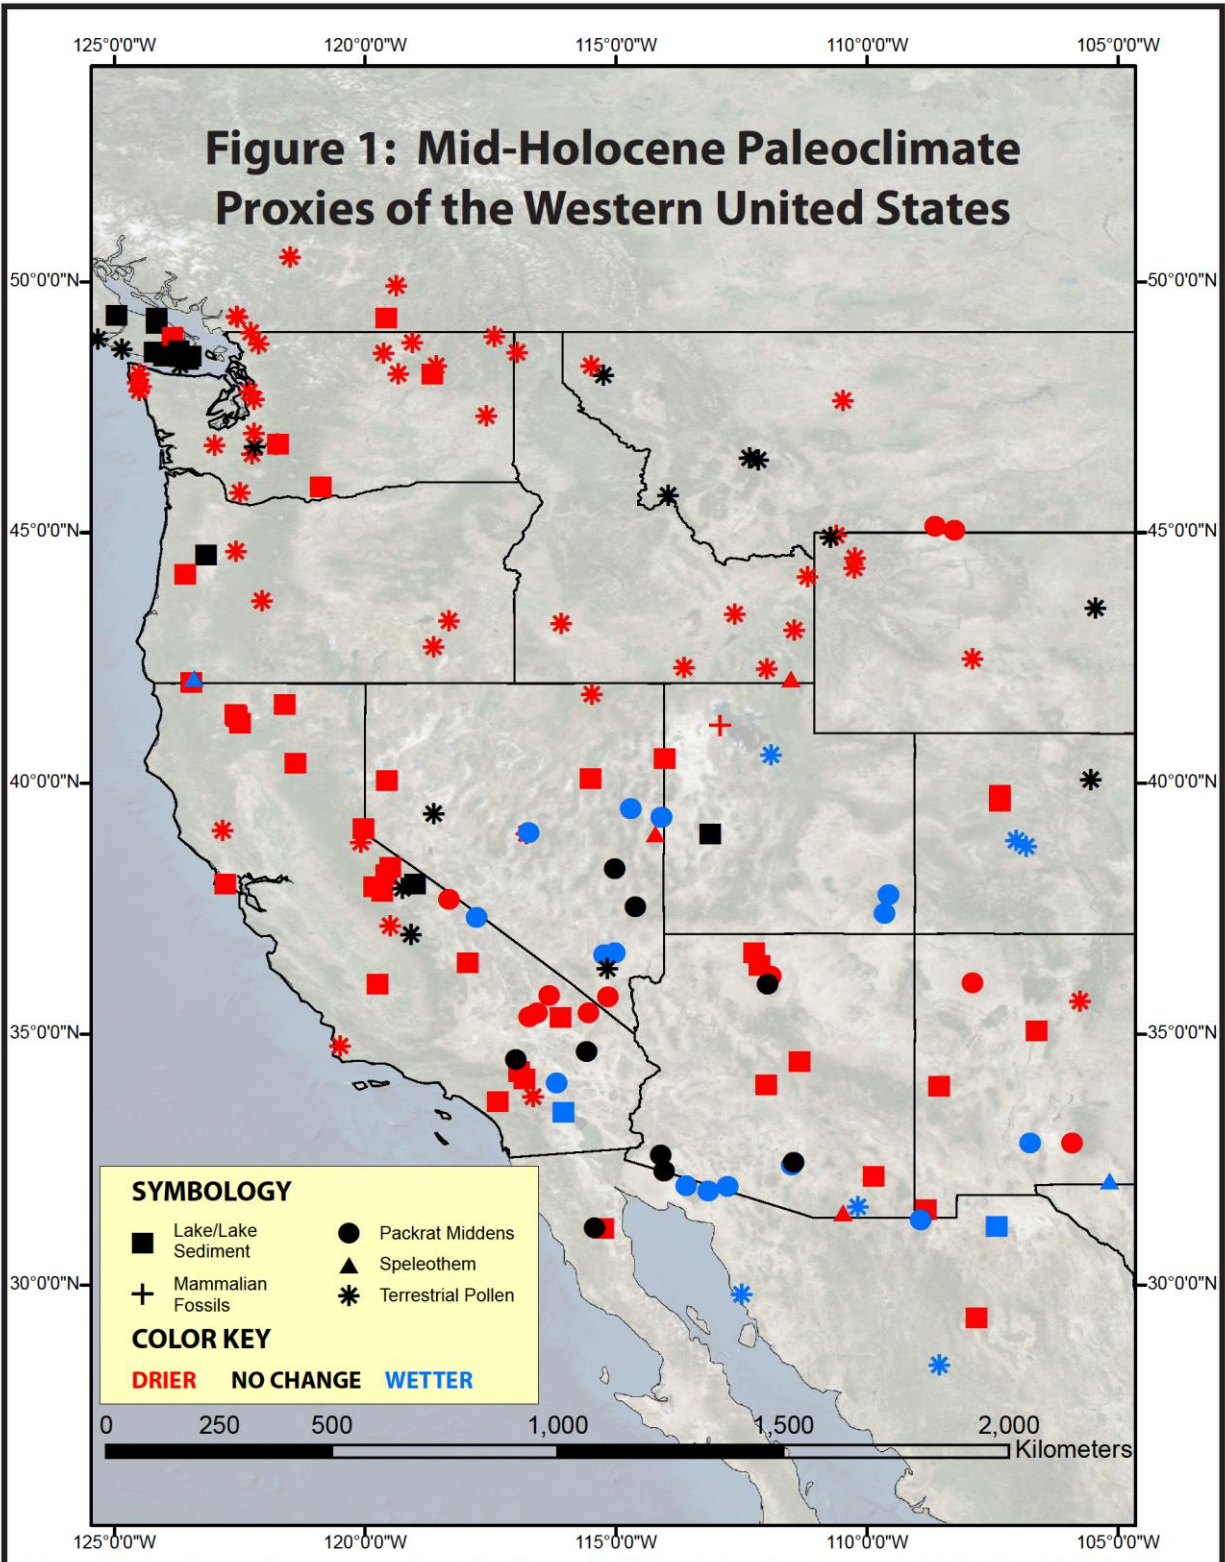 125°0'0"W 120°0'0"W 115°0'0"W 110°0'0"W 105°0'0"W
Figure 1: Mid-Holocene Paleoclimate
Proxies of the Western United States
50°0'0"N 50°0'0"N
45°0'0"N 45°0'0"N
40°0'0"N 40°0'0"N
35°0'0"N 35°0'0"N
30°0'0"N 30°0'0"N
SYMBOLOGY
Lake/Lake
Sediment
Mammalian
Fossils
Packrat Middens
Speleothem
Terrestrial Pollen
COLOR KEY
DRIER NO CHANGE WETTER
0 250 500 1,000 1,500 2,000
Kilometers
125°0'0"W 120°0'0"W 115°0'0"W 110°0'0"W 105°0'0"W